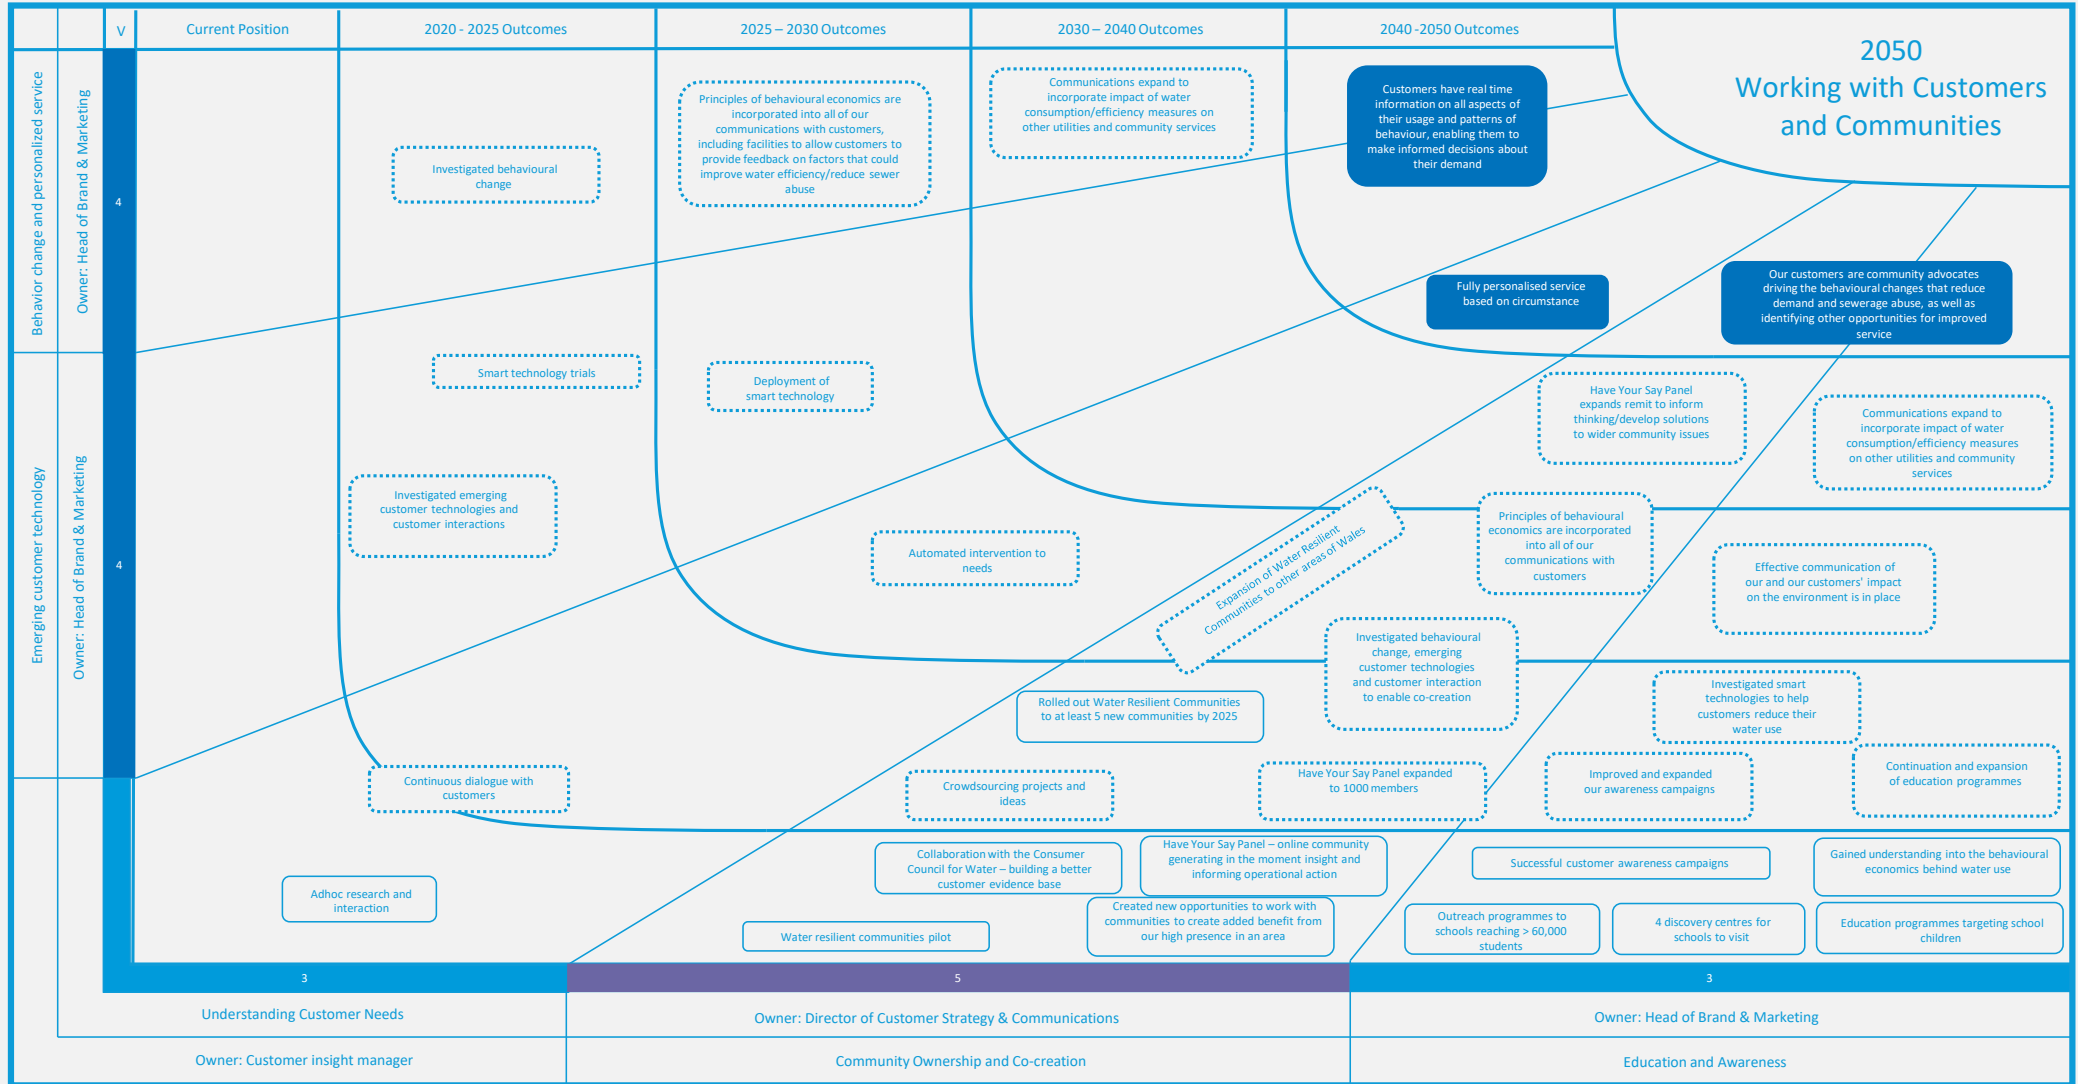 V
Current Position
2020 - 2025 Outcomes
2025 – 2030 Outcomes
2030 – 2040 Outcomes
2040 -2050 Outcomes
2050
Working with Customers
and Communities
Behavior change and personalized service
Owner: Head of Brand & Marketing
4
Investigated behavioural
change
Principles of behavioural economics are
incorporated into all of our
communications with customers,
including facilities to allow customers to
provide feedback on factors that could
improve water efficiency/reduce sewer
abuse
Communications expand to
incorporate impact of water
consumption/efficiency measures on
other utilities and community services
Customers have real time
information on all aspects of
their usage and patterns of
behaviour, enabling them to
make informed decisions about
their demand
Fully personalised service
based on circumstance
Our customers are community advocates
driving the behavioural changes that reduce
demand and sewerage abuse, as well as
identifying other opportunities for improved
service
Emerging customer technology
Owner: Head of Brand & Marketing
4
Smart technology trials
Deployment of
smart technology
Investigated emerging
customer technologies and
customer interactions
Automated intervention to
needs
Have Your Say Panel
expands remit to inform
thinking/develop solutions
to wider community issues
Communications expand to
incorporate impact of water
consumption/efficiency measures
on other utilities and community
services
Expansion of Water Resilient
Communities to other areas of Wales
Principles of behavioural
economics are incorporated
into all of our
communications with
customers
Effective communication of
our and our customers' impact
on the environment is in place
Investigated behavioural
change, emerging
customer technologies
and customer interaction
to enable co-creation
Rolled out Water Resilient Communities
to at least 5 new communities by 2025
Investigated smart
technologies to help
customers reduce their
water use
Continuous dialogue with
customers
Crowdsourcing projects and
ideas
Have Your Say Panel expanded
to 1000 members
Improved and expanded
our awareness campaigns
Continuation and expansion
of education programmes
Adhoc research and
interaction
Collaboration with the Consumer
Council for Water – building a better
customer evidence base
Have Your Say Panel – online community
generating in the moment insight and
informing operational action
Successful customer awareness campaigns
Gained understanding into the behavioural
economics behind water use
Water resilient communities pilot
Created new opportunities to work with
communities to create added benefit from
our high presence in an area
Outreach programmes to
schools reaching > 60,000
students
4 discovery centres for
schools to visit
Education programmes targeting school
children
3
5
3
Understanding Customer Needs
Owner: Director of Customer Strategy & Communications
Owner: Head of Brand & Marketing
Owner: Customer insight manager
Community Ownership and Co-creation
Education and Awareness